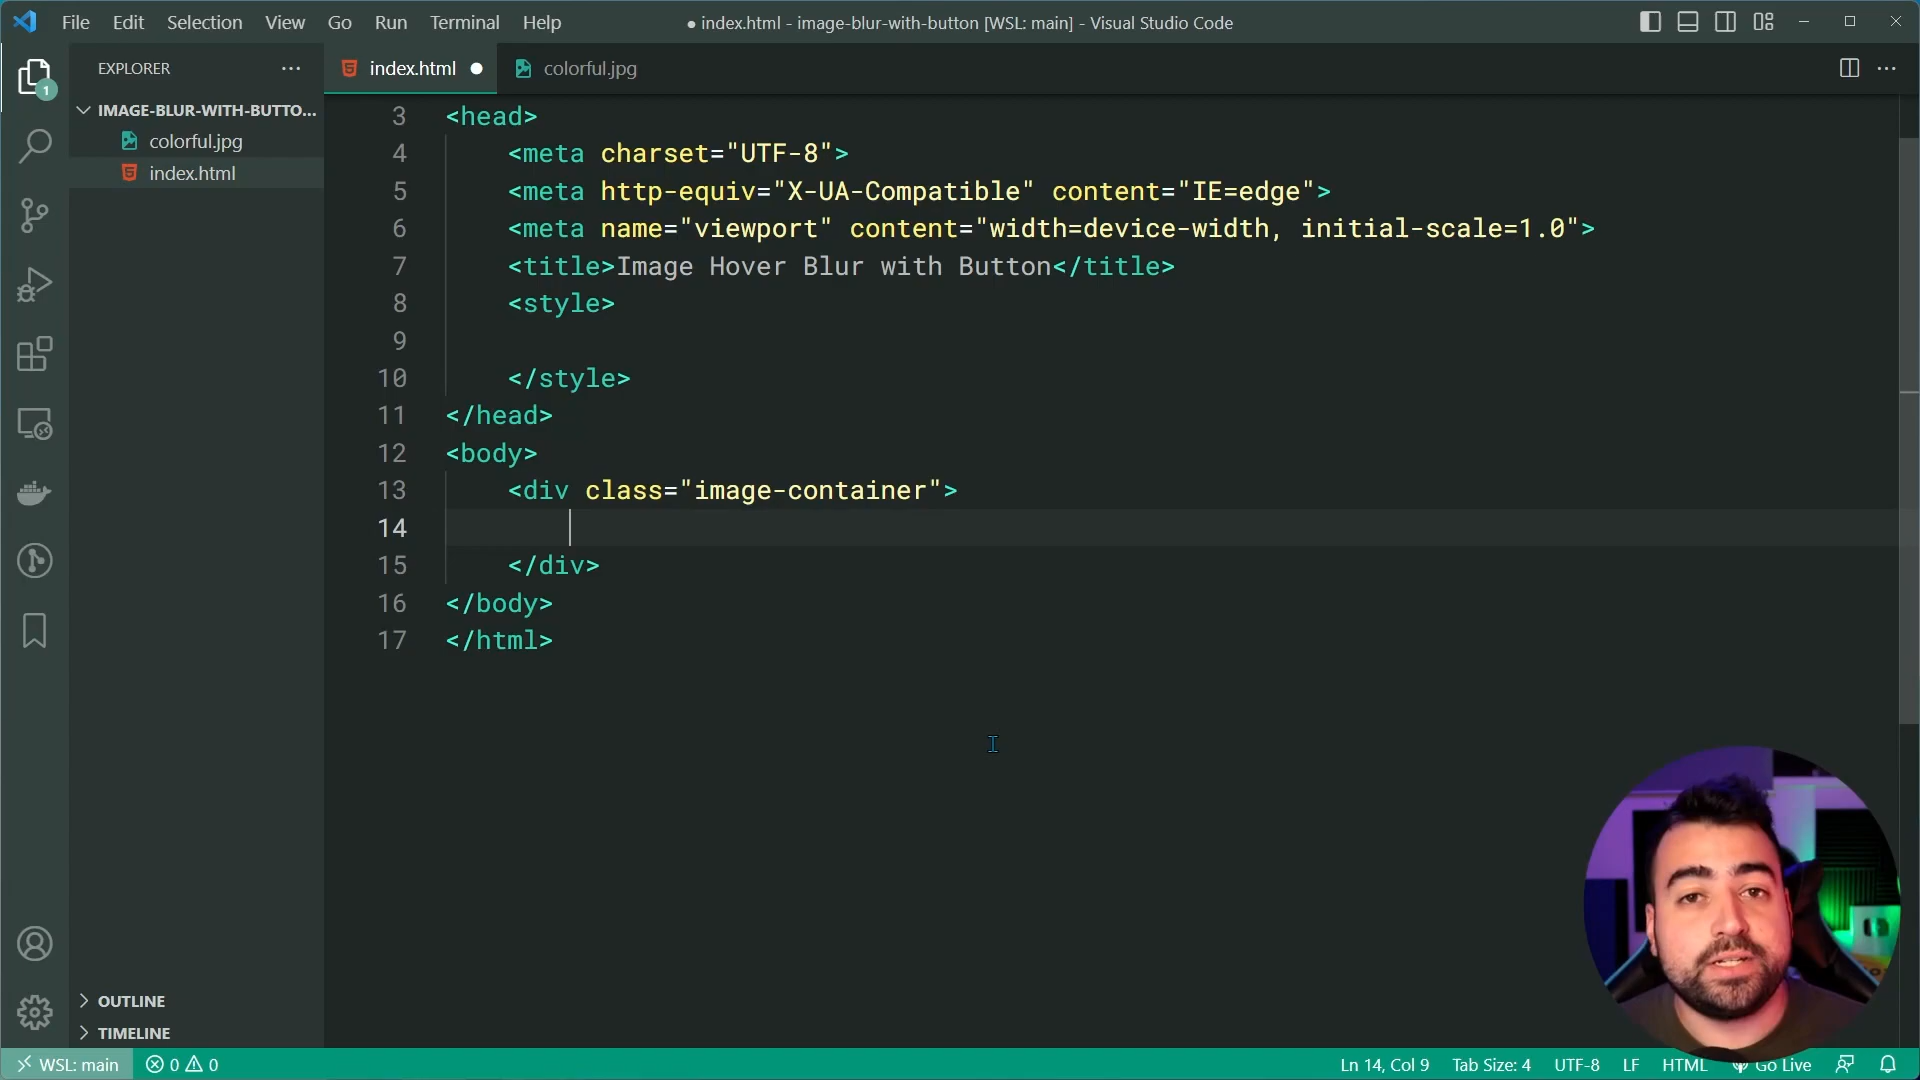 File Edit Selection View Go Run Terminal Help
● index.html - image-blur-with-button [WSL: main] - Visual Studio Code
EXPLORER
index.html
colorful.jpg
1
IMAGE-BLUR-WITH-BUTTO...
colorful.jpg
index.html
3 <head>
4 <meta charset="UTF-8">
5 <meta http-equiv="X-UA-Compatible" content="IE=edge">
6 <meta name="viewport" content="width=device-width, initial-scale=1.0">
7 <title>Image Hover Blur with Button</title>
8 <style>
9
10 </style>
11 </head>
12 <body>
13 <div class="image-container">
14
15 </div>
16 </body>
17 </html>
OUTLINE
TIMELINE
WSL: main 0 0 Ln 14, Col 9 Tab Size: 4 UTF-8 LF HTML Go Live